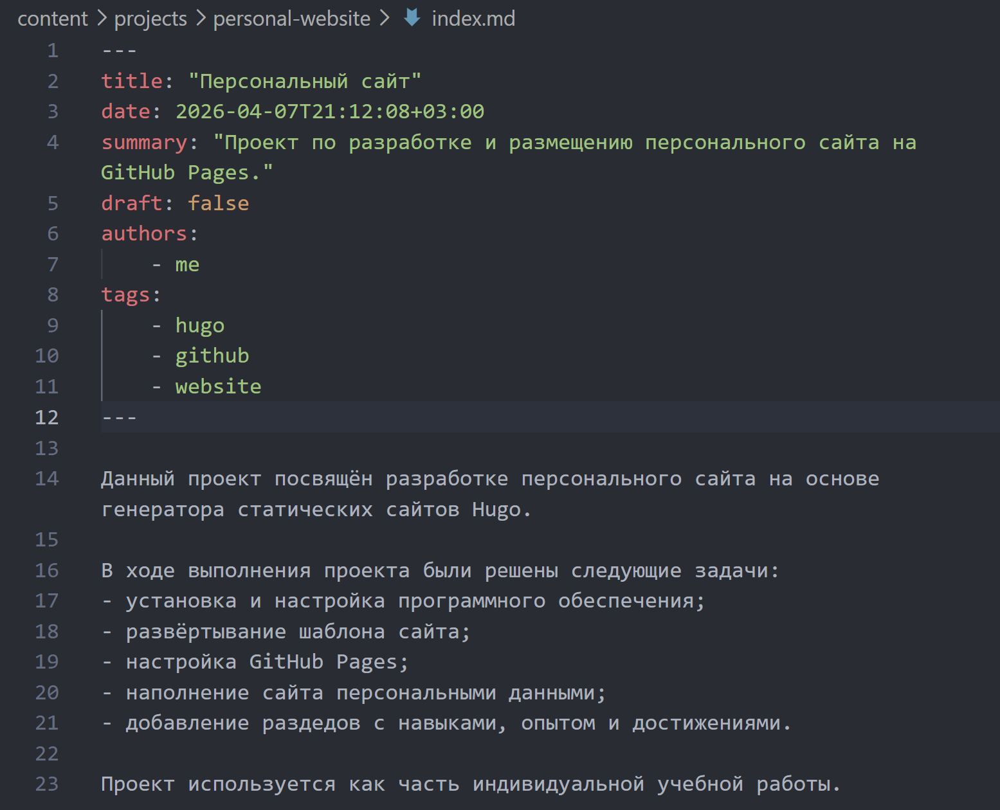 content > projects > personal-website > index.md
1 ---
2 title: "Персональный сайт"
3 date: 2026-04-07T21:12:08+03:00
4 summary: "Проект по разработке и размещению персонального сайта на
GitHub Pages."
5 draft: false
6 authors:
7 - me
8 tags:
9 - hugo
10 - github
11 - website
12 ---
13
14 Данный проект посвящён разработке персонального сайта на основе
генератора статических сайтов Hugo.
15
16 В ходе выполнения проекта были решены следующие задачи:
17 - установка и настройка программного обеспечения;
18 - развёртывание шаблона сайта;
19 - настройка GitHub Pages;
20 - наполнение сайта персональными данными;
21 - добавление раздедов с навыками, опытом и достижениями.
22
23 Проект используется как часть индивидуальной учебной работы.